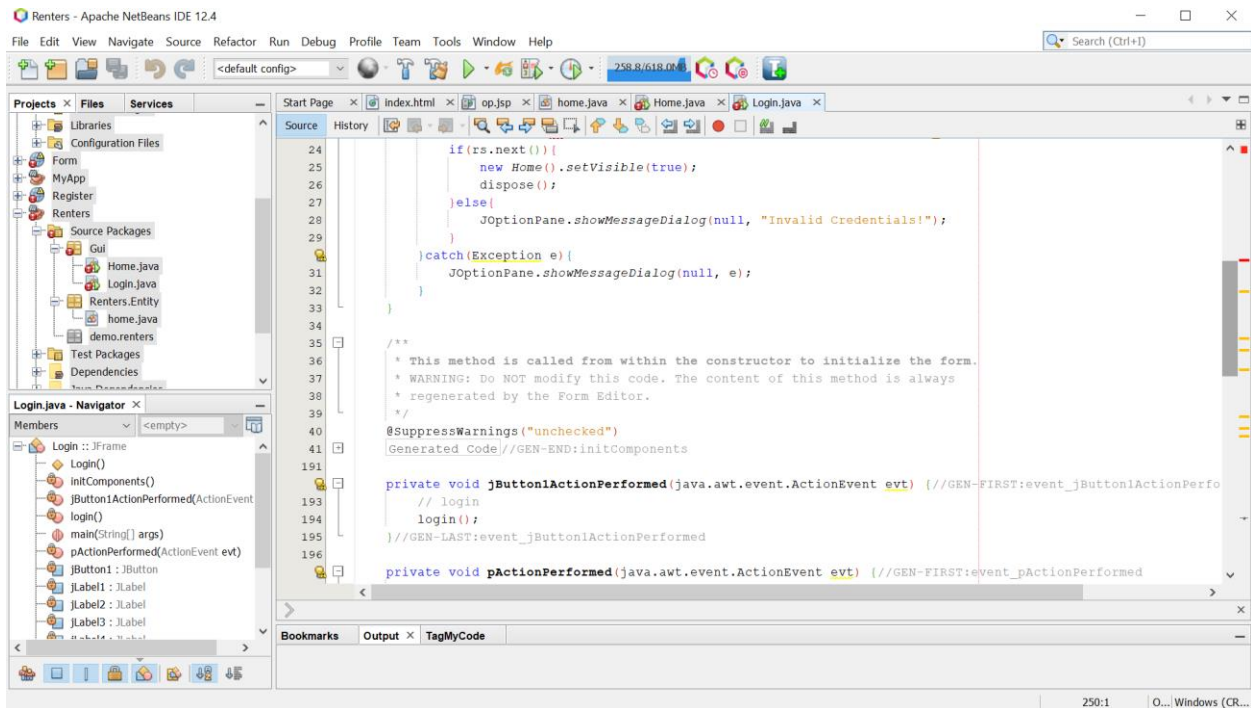 Renters - Apache NetBeans IDE 12.4
File Edit View Navigate Source Refactor Run Debug Profile Team Tools Window Help
Search (Ctrl+I)
<default config>
258.8/618.0MB
Projects Files Services
Libraries
Configuration Files
Form
MyApp
Register
Renters
Source Packages
Gui
Home.java
Login.java
Renters.Entity
home.java
demo.renters
Test Packages
Dependencies
Login.java - Navigator
Members <empty>
Login :: JFrame
Login()
initComponents()
jButton1ActionPerformed(ActionEvent
login()
main(String[] args)
pActionPerformed(ActionEvent evt)
jButton1 : JButton
jLabel1 : JLabel
jLabel2 : JLabel
jLabel3 : JLabel
Start Page index.html op.jsp home.java Home.java Login.java
Source History
24 if(rs.next()){
25 new Home().setVisible(true);
26 dispose();
27 }else{
28 JOptionPane.showMessageDialog(null, "Invalid Credentials!");
29 }
}catch(Exception e){
31 JOptionPane.showMessageDialog(null, e);
32 }
33 }
34
35 /**
36 * This method is called from within the constructor to initialize the form.
37 * WARNING: Do NOT modify this code. The content of this method is always
38 * regenerated by the Form Editor.
39 */
40 @SuppressWarnings("unchecked")
41 Generated Code//GEN-END:initComponents
191
private void jButton1ActionPerformed(java.awt.event.ActionEvent evt) {//GEN-FIRST:event_jButton1ActionPerfo
193 // login
194 login();
195 }//GEN-LAST:event_jButton1ActionPerformed
196
private void pActionPerformed(java.awt.event.ActionEvent evt) {//GEN-FIRST:event_pActionPerformed
Bookmarks Output TagMyCode
250:1 O... Windows (CR...